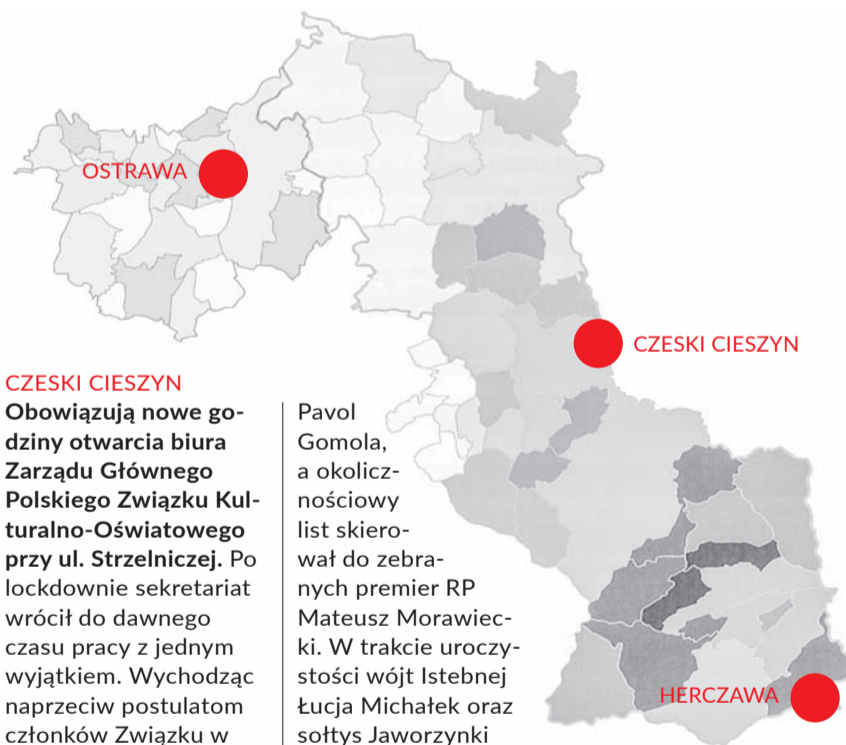 OSTRAWA
CZESKI CIESZYN
HERCZAWA
CZESKI CIESZYN
Obowiązują nowe go-
dziny otwarcia biura
Zarządu Głównego
Polskiego Związku Kul-
turalno-Oświatowego
przy ul. Strzelniczej. Po
lockdownie sekretariat
wrócił do dawnego
czasu pracy z jednym
wyjątkiem. Wychodząc
naprzeciw postulatom
członków Związku w
Pavol
Gomola,
a okolicz-
nościowy
list skiero-
wał do zebra-
nych premier RP
Mateusz Morawiec-
ki. W trakcie uroczy-
stości wójt Istebnej
Łucja Michałek oraz
sołtys Jaworzynki